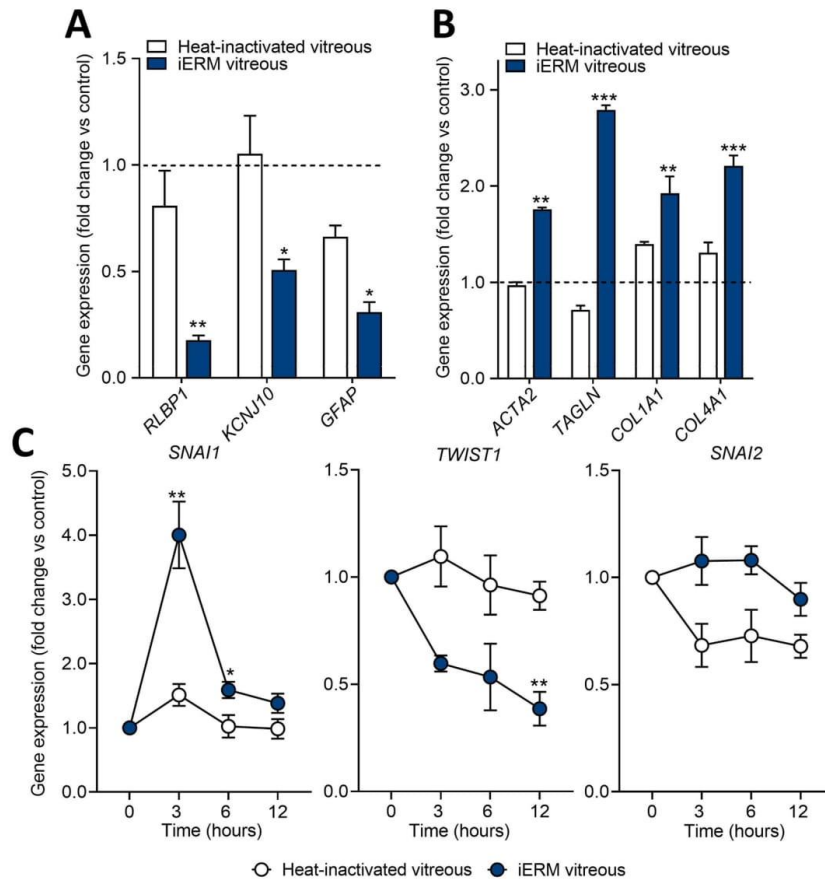 A
Heat-inactivated vitreous
iERM vitreous
Gene expression (fold change vs control)
1.5
1.0
0.5
0.0
**
*
*
RLBP1
KCNJ10
GFAP
B
Heat-inactivated vitreous
iERM vitreous
Gene expression (fold change vs control)
3.0
2.0
1.0
0.0
**
***
**
***
ACTA2
TAGLN
COL1A1
COL4A1
C
SNAI1
Gene expression (fold change vs control)
5.0
4.0
3.0
2.0
1.0
0.0
**
*
0 3 6 12
Time (hours)
TWIST1
1.5
1.0
0.5
0.0
**
0 3 6 12
Time (hours)
SNAI2
1.5
1.0
0.5
0.0
0 3 6 12
Time (hours)
Heat-inactivated vitreous iERM vitreous